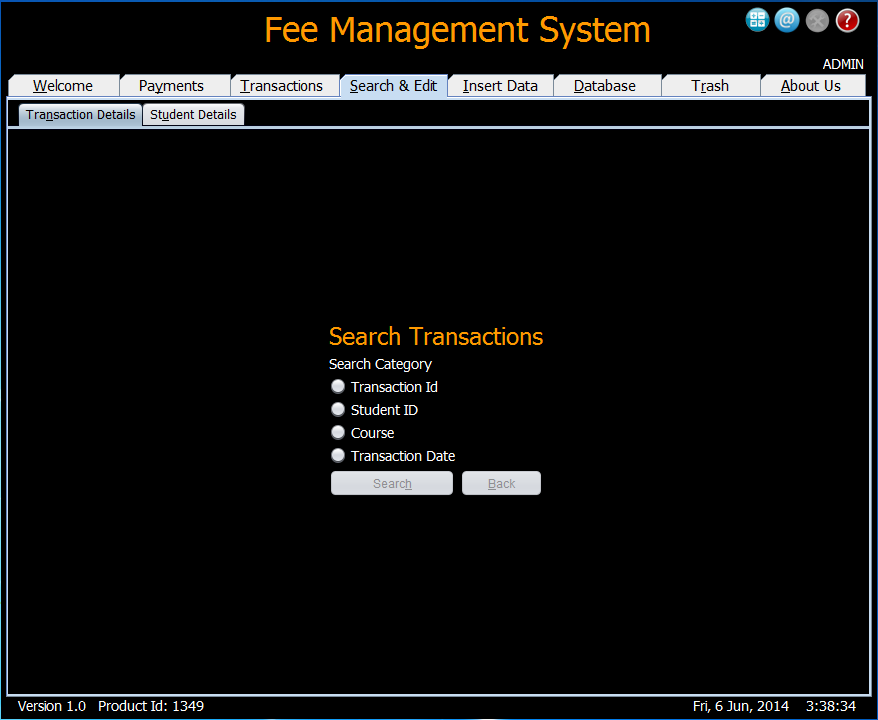 Fee Management System
@ ?
ADMIN
Welcome Payments Transactions Search & Edit Insert Data Database Trash About Us
Transaction Details Student Details
Search Transactions
Search Category
Transaction Id
Student ID
Course
Transaction Date
Search Back
Version 1.0 Product Id: 1349 Fri, 6 Jun, 2014 3:38:34